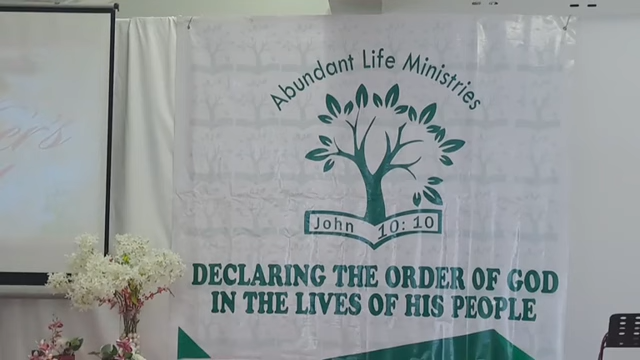 Abundant Life Ministries
John 10:10
DECLARING THE ORDER OF GOD
IN THE LIVES OF HIS PEOPLE